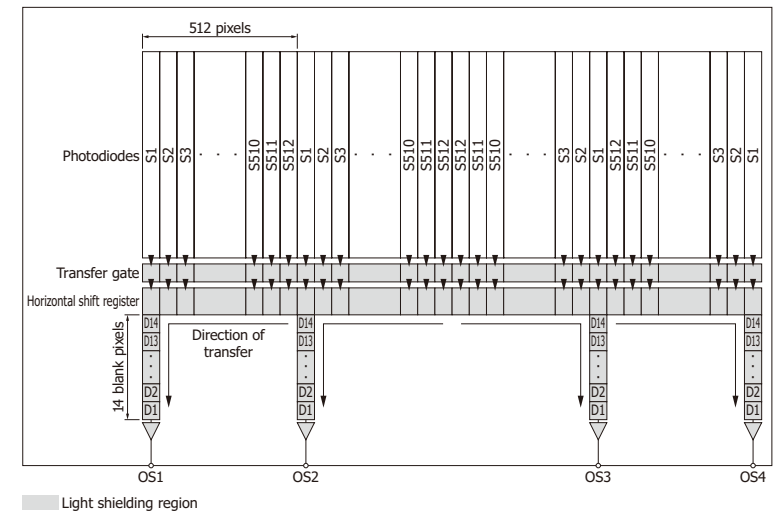 512 pixels
Photodiodes
S1 S2 S3 · · · · S510 S511 S512 S1 S2 S3 · · · S510 S511 S512 S512 S511 S510 · · · S3 S2 S1 S512 S511 S510 · · · · S3 S2 S1
Transfer gate
Horizontal shift register
14 blank pixels
Direction of
transfer
D14 D14 D14 D14
D13 D13 D13 D13
D2 D2 D2 D2
D1 D1 D1 D1
OS1 OS2 OS3 OS4
Light shielding region